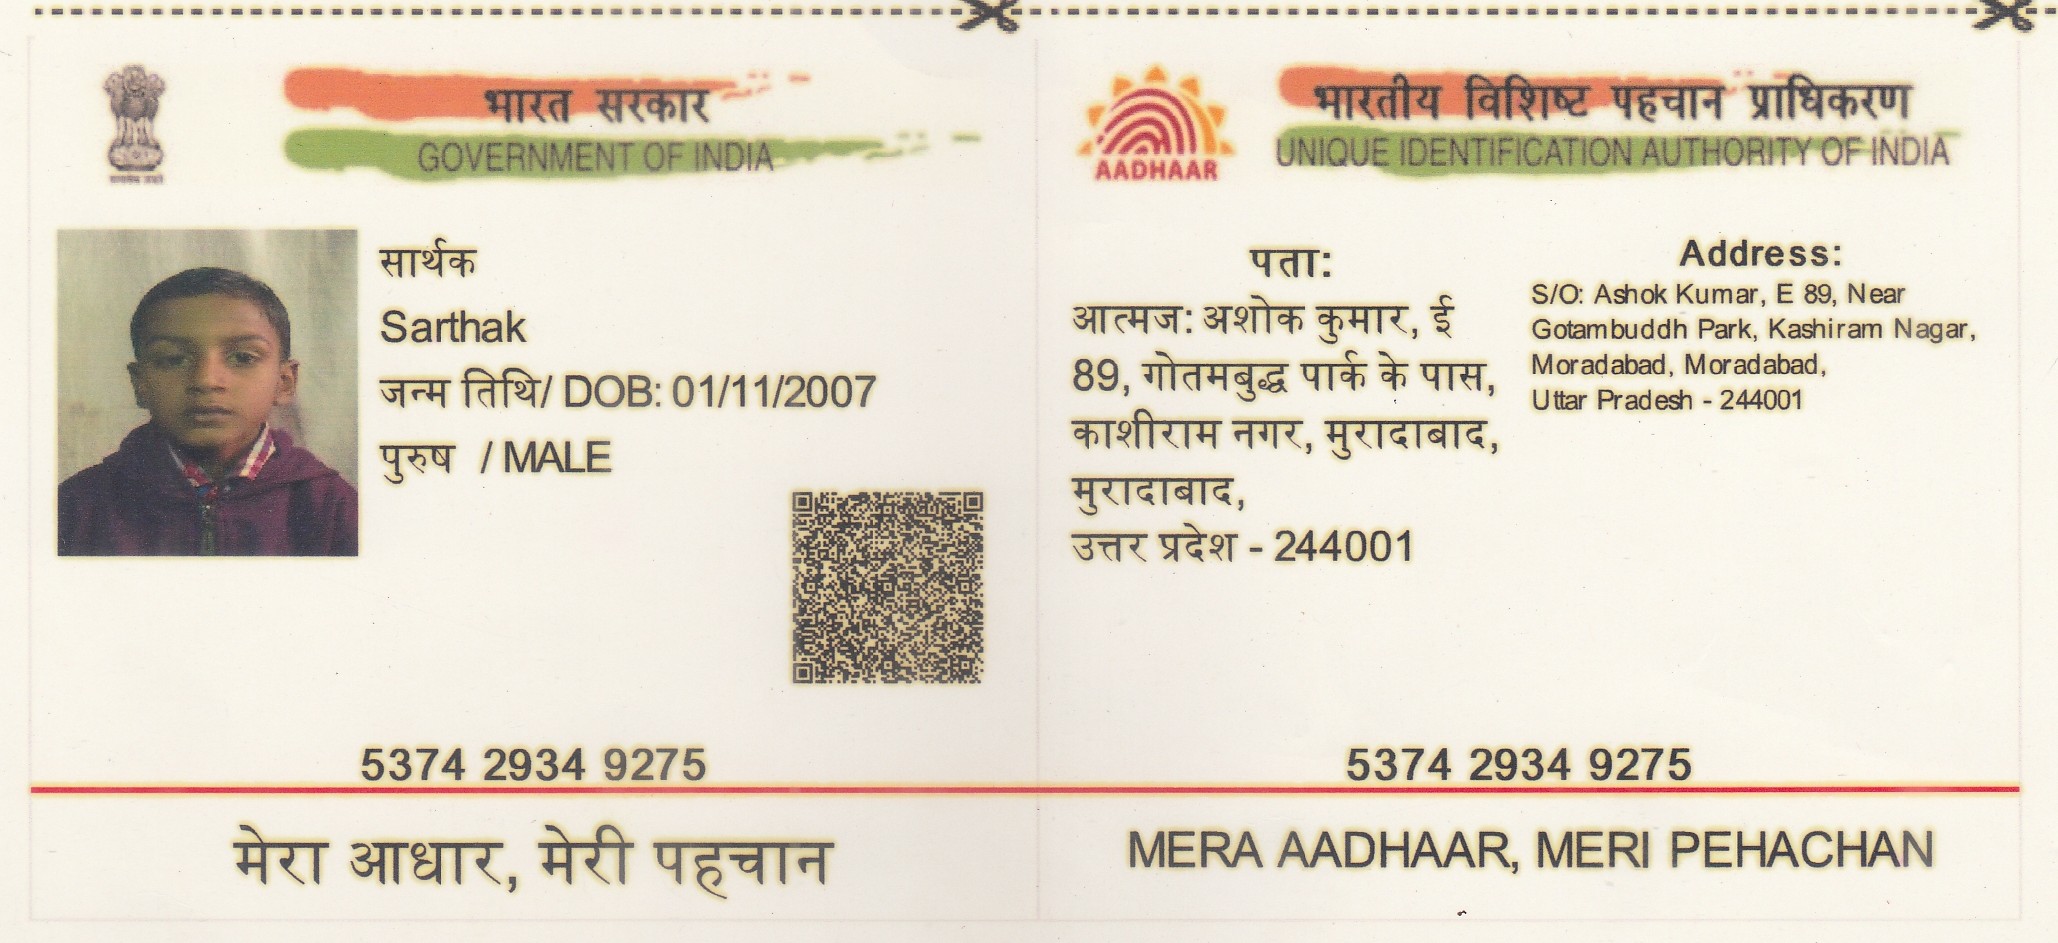 भारत सरकार
GOVERNMENT OF INDIA
सार्थक
Sarthak
जन्म तिथि/ DOB: 01/11/2007
पुरुष / MALE
5374 2934 9275
मेरा आधार, मेरी पहचान
AADHAAR
भारतीय विशिष्ट पहचान प्राधिकरण
UNIQUE IDENTIFICATION AUTHORITY OF INDIA
पता:
आत्मज: अशोक कुमार, ई
89, गोतमबुद्ध पार्क के पास,
काशीराम नगर, मुरादाबाद,
मुरादाबाद,
उत्तर प्रदेश - 244001
Address:
S/O: Ashok Kumar, E 89, Near
Gotambuddh Park, Kashiram Nagar,
Moradabad, Moradabad,
Uttar Pradesh - 244001
5374 2934 9275
MERA AADHAAR, MERI PEHACHAN